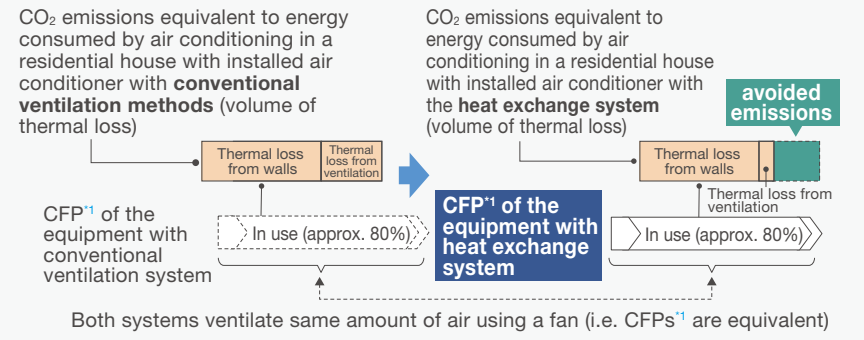 CO₂ emissions equivalent to energy
consumed by air conditioning in a
residential house with installed air
conditioner with conventional
ventilation methods (volume of
thermal loss)
Thermal loss
from walls
Thermal
loss from
ventilation
CFP*1 of the
equipment with
conventional
ventilation system
In use (approx. 80%)
CO₂ emissions equivalent to
energy consumed by air
conditioning in a residential house
with installed air conditioner with
the heat exchange system
(volume of thermal loss)
avoided
emissions
Thermal loss
from walls
Thermal loss from
ventilation
CFP*1 of the
equipment with
heat exchange
system
In use (approx. 80%)
Both systems ventilate same amount of air using a fan (i.e. CFPs*1 are equivalent)